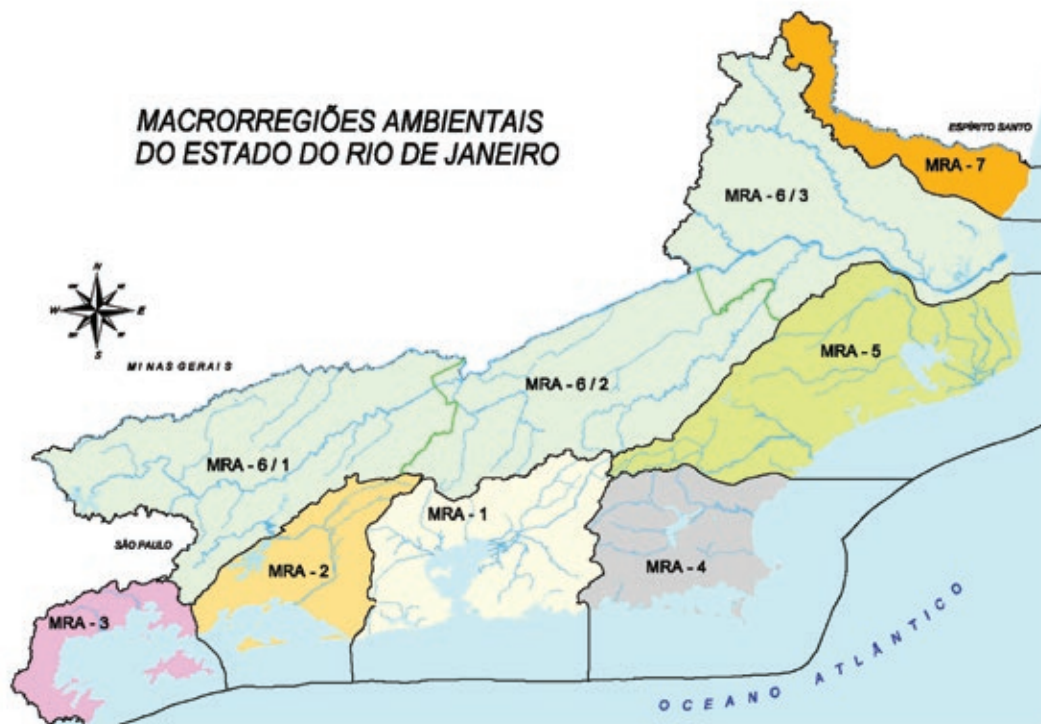 MACRORREGIÕES AMBIENTAIS
DO ESTADO DO RIO DE JANEIRO
ESPÍRITO SANTO
MRA - 7
MRA - 6 / 3
N
W E
S
MINAS GERAIS
MRA - 5
MRA - 6 / 2
MRA - 6 / 1
MRA - 1
SÃO PAULO
MRA - 2
MRA - 4
MRA - 3
OCEANO ATLÂNTICO